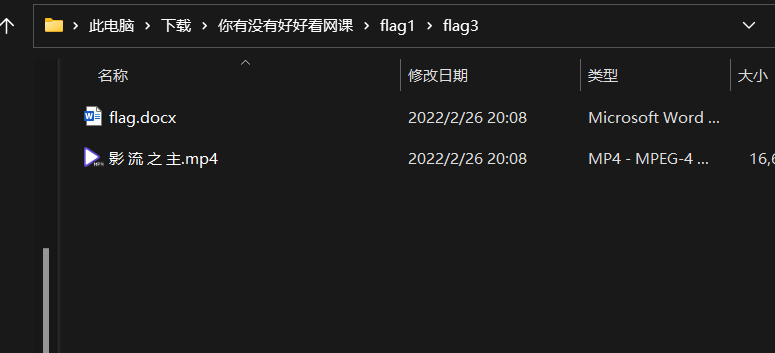 此电脑 > 下载 > 你有没有好好看网课 > flag1 > flag3
名称 修改日期 类型 大小
flag.docx 2022/2/26 20:08 Microsoft Word ...
影 流 之 主.mp4 2022/2/26 20:08 MP4 - MPEG-4 ... 16,6